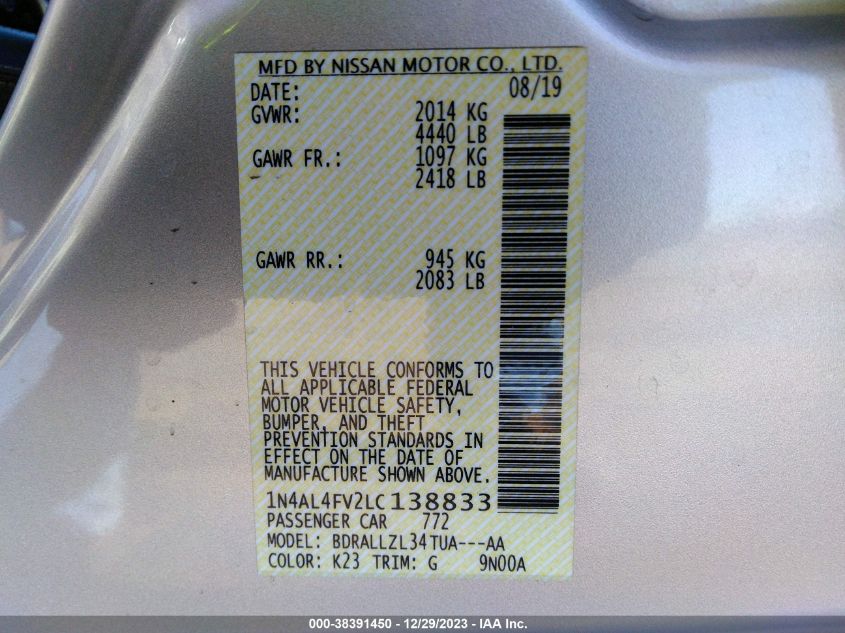 MFD BY NISSAN MOTOR CO., LTD.
DATE: 08/19
GVWR: 2014 KG
4440 LB
GAWR FR.: 1097 KG
2418 LB
GAWR RR.: 945 KG
2083 LB
THIS VEHICLE CONFORMS TO
ALL APPLICABLE FEDERAL
MOTOR VEHICLE SAFETY,
BUMPER, AND THEFT
PREVENTION STANDARDS IN
EFFECT ON THE DATE OF
MANUFACTURE SHOWN ABOVE.
1N4AL4FV2LC138833
PASSENGER CAR 772
MODEL: BDRALLZL34TUA---AA
COLOR: K23 TRIM: G 9N00A
000-38391450 - 12/29/2023 - IAA Inc.